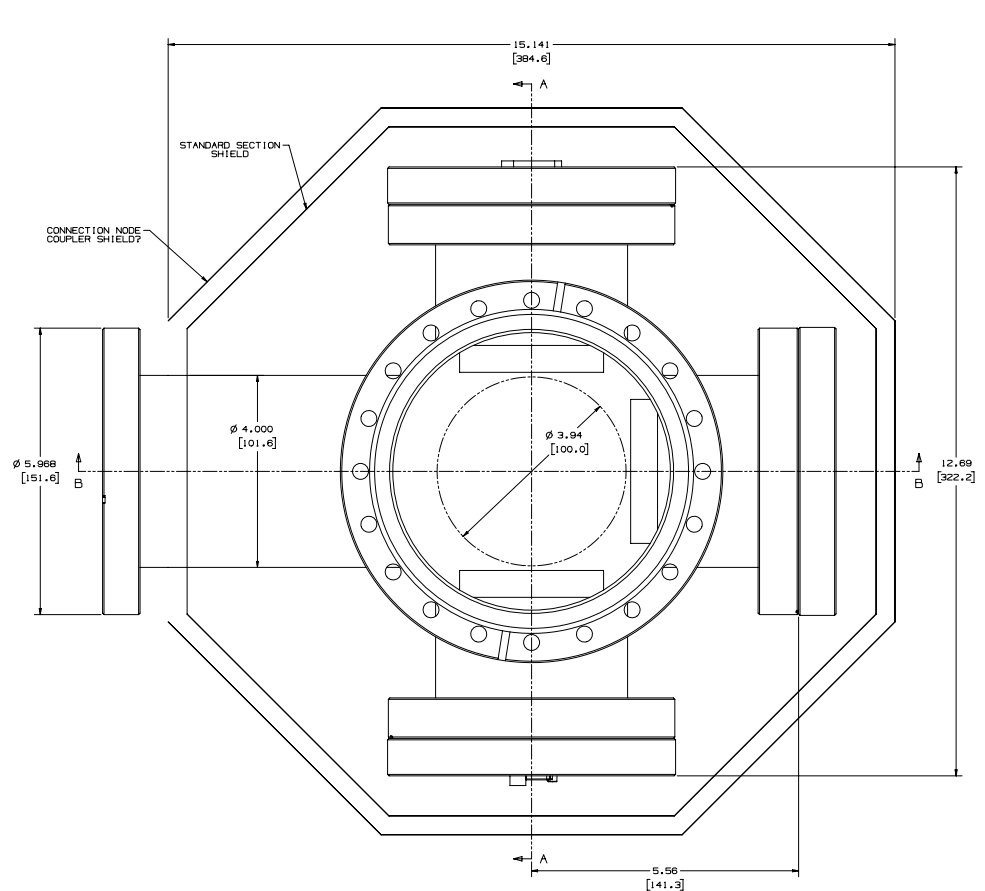 15.141
[384.6]
A
STANDARD SECTION
SHIELD
CONNECTION NODE
COUPLER SHIELD?
Ø 4.000
[101.6]
Ø 3.94
[100.0]
Ø 5.968
[151.6]
B
12.69
[322.2]
B
A
5.56
[141.3]